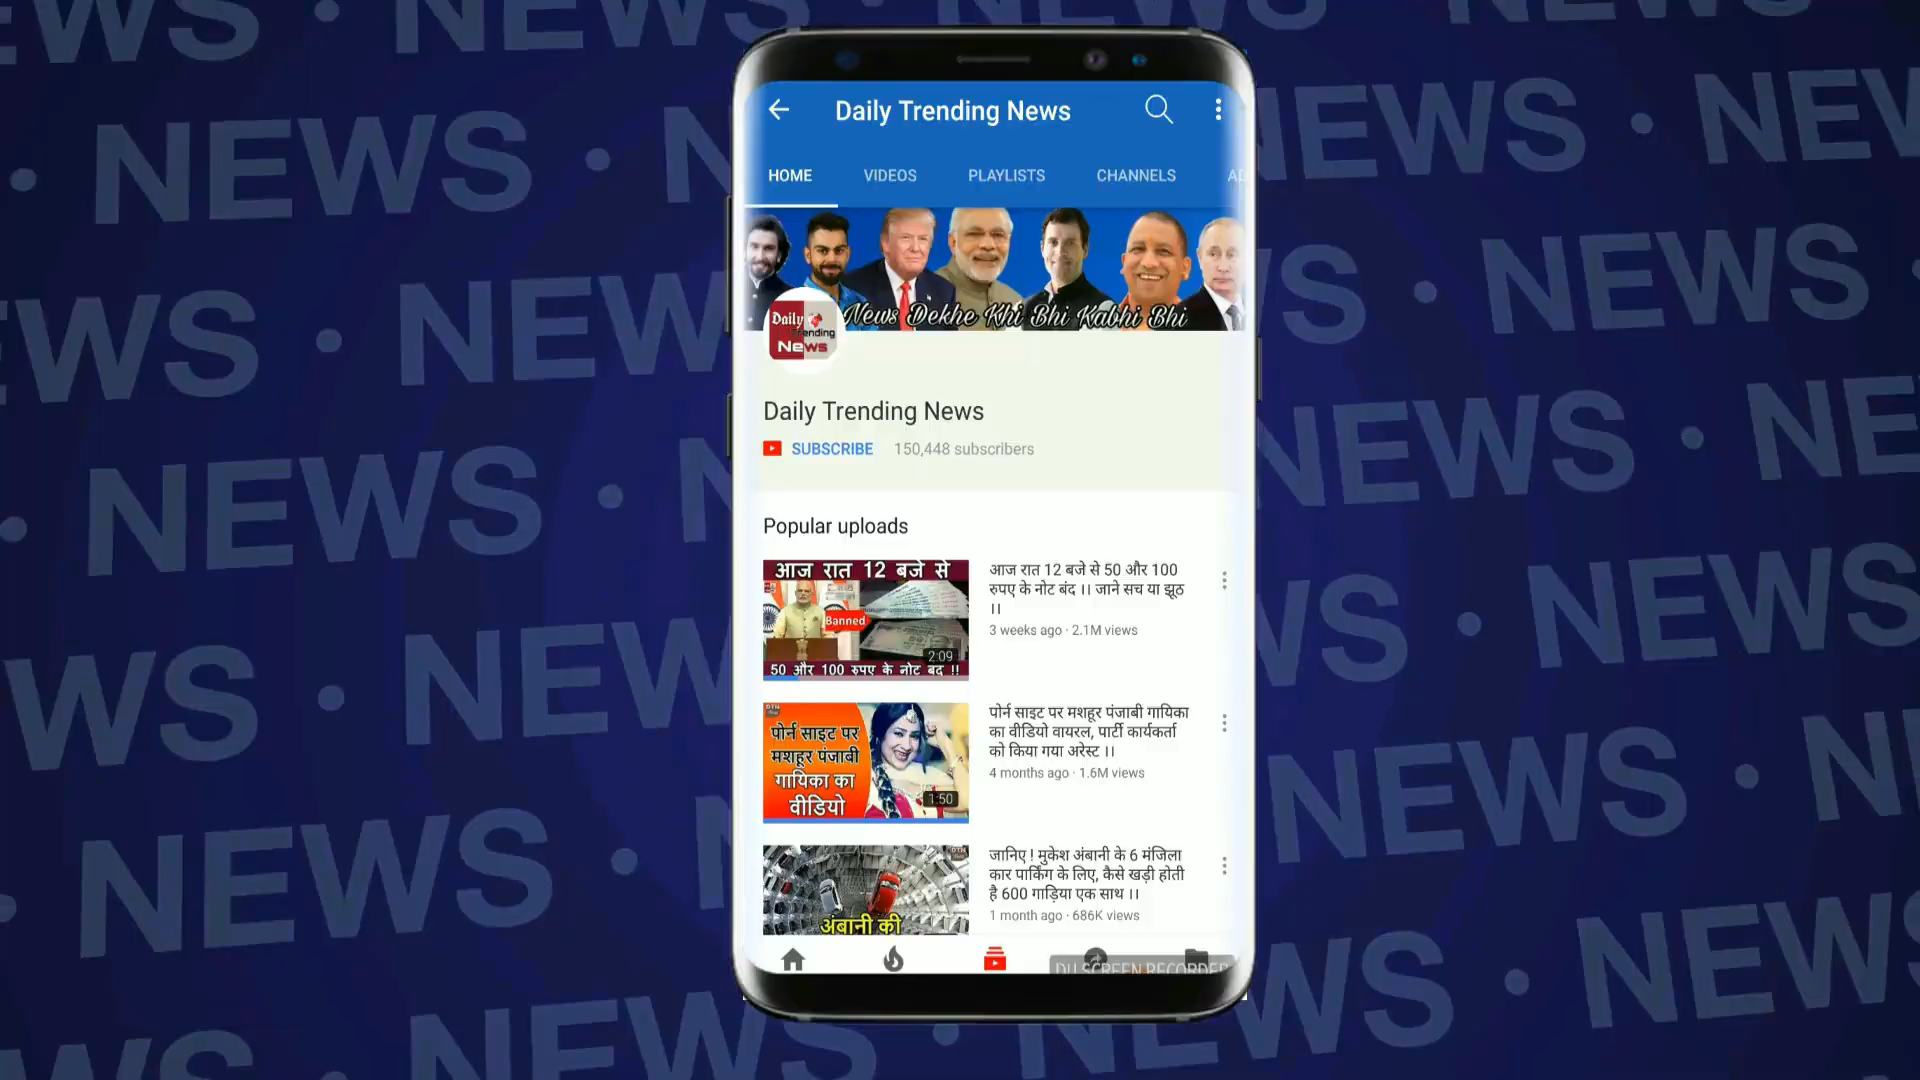 Daily Trending News
HOME VIDEOS PLAYLISTS CHANNELS
News Dekhe Khi Bhi Kabhi Bhi
Daily
Trending
News
Daily Trending News
SUBSCRIBE 150,448 subscribers
Popular uploads
आज रात 12 बजे से
Banned
2:09
50 और 100 रुपए के नोट बंद !!
आज रात 12 बजे से 50 और 100
रुपए के नोट बंद ।। जाने सच या झूठ
।।
3 weeks ago · 2.1M views
DTN
पोर्न साइट पर
मशहूर पंजाबी
गायिका का
वीडियो
1:50
पोर्न साइट पर मशहूर पंजाबी गायिका
का वीडियो वायरल, पार्टी कार्यकर्ता
को किया गया अरेस्ट ।।
4 months ago · 1.6M views
DTN
अंबानी की
जानिए ! मुकेश अंबानी के 6 मंजिला
कार पार्किंग के लिए, कैसे खड़ी होती
है 600 गाड़िया एक साथ ।।
1 month ago · 686K views
DU SCREEN RECORDER
NEWS • NEWS • NEWS